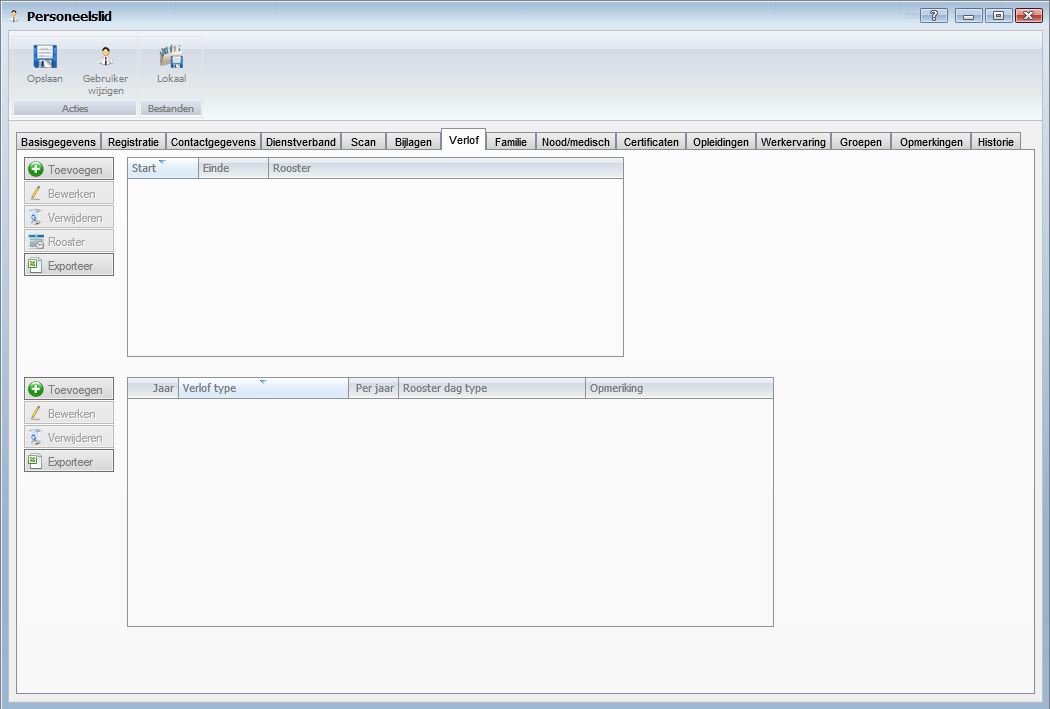 Personeelslid
?
Opslaan
Gebruiker
wijzigen
Lokaal
Acties
Bestanden
Basisgegevens Registratie Contactgegevens Dienstverband Scan Bijlagen Verlof Familie Nood/medisch Certificaten Opleidingen Werkervaring Groepen Opmerkingen Historie
Toevoegen
Bewerken
Verwijderen
Rooster
Exporteer
Start Einde Rooster
Toevoegen
Bewerken
Verwijderen
Exporteer
Jaar Verlof type Per jaar Rooster dag type Opmeriking